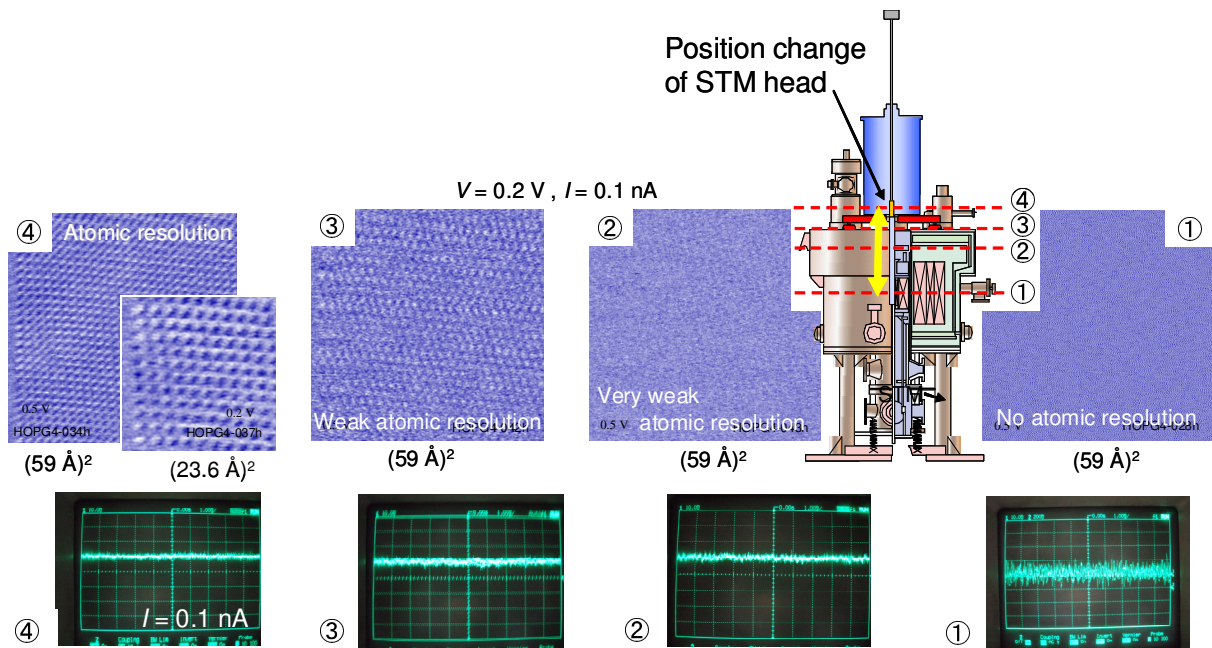 Position change
of STM head
V = 0.2 V , I = 0.1 nA
④
Atomic resolution
0.5 V
HOPG4-034h
0.2 V
HOPG4-037h
(59 Å)²
(23.6 Å)²
③
Weak atomic resolution
(59 Å)²
②
Very weak
atomic resolution
0.5 V
(59 Å)²
④
③
②
①
①
No atomic resolution
0.5 V
HOPG4-028h
(59 Å)²
④
I = 0.1 nA
③
②
①